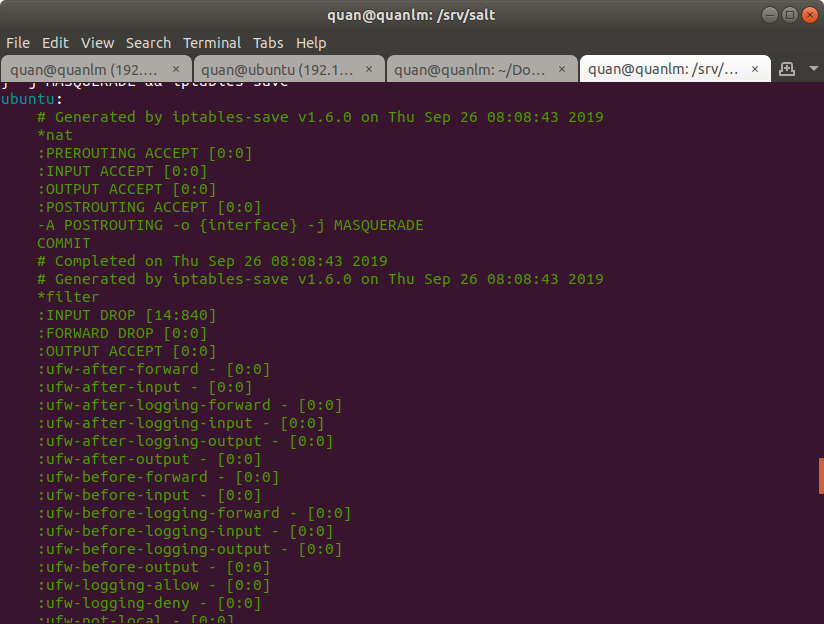 quan@quanlm: /srv/salt
File Edit View Search Terminal Tabs Help
quan@quanlm (192.... × quan@ubuntu (192.1... × quan@quanlm: ~/Do... × quan@quanlm: /srv/... ×
j -j MASQUERADE && iptables-save
ubuntu:
# Generated by iptables-save v1.6.0 on Thu Sep 26 08:08:43 2019
*nat
:PREROUTING ACCEPT [0:0]
:INPUT ACCEPT [0:0]
:OUTPUT ACCEPT [0:0]
:POSTROUTING ACCEPT [0:0]
-A POSTROUTING -o {interface} -j MASQUERADE
COMMIT
# Completed on Thu Sep 26 08:08:43 2019
# Generated by iptables-save v1.6.0 on Thu Sep 26 08:08:43 2019
*filter
:INPUT DROP [14:840]
:FORWARD DROP [0:0]
:OUTPUT ACCEPT [0:0]
:ufw-after-forward - [0:0]
:ufw-after-input - [0:0]
:ufw-after-logging-forward - [0:0]
:ufw-after-logging-input - [0:0]
:ufw-after-logging-output - [0:0]
:ufw-after-output - [0:0]
:ufw-before-forward - [0:0]
:ufw-before-input - [0:0]
:ufw-before-logging-forward - [0:0]
:ufw-before-logging-input - [0:0]
:ufw-before-logging-output - [0:0]
:ufw-before-output - [0:0]
:ufw-logging-allow - [0:0]
:ufw-logging-deny - [0:0]
:ufw-not-local - [0:0]